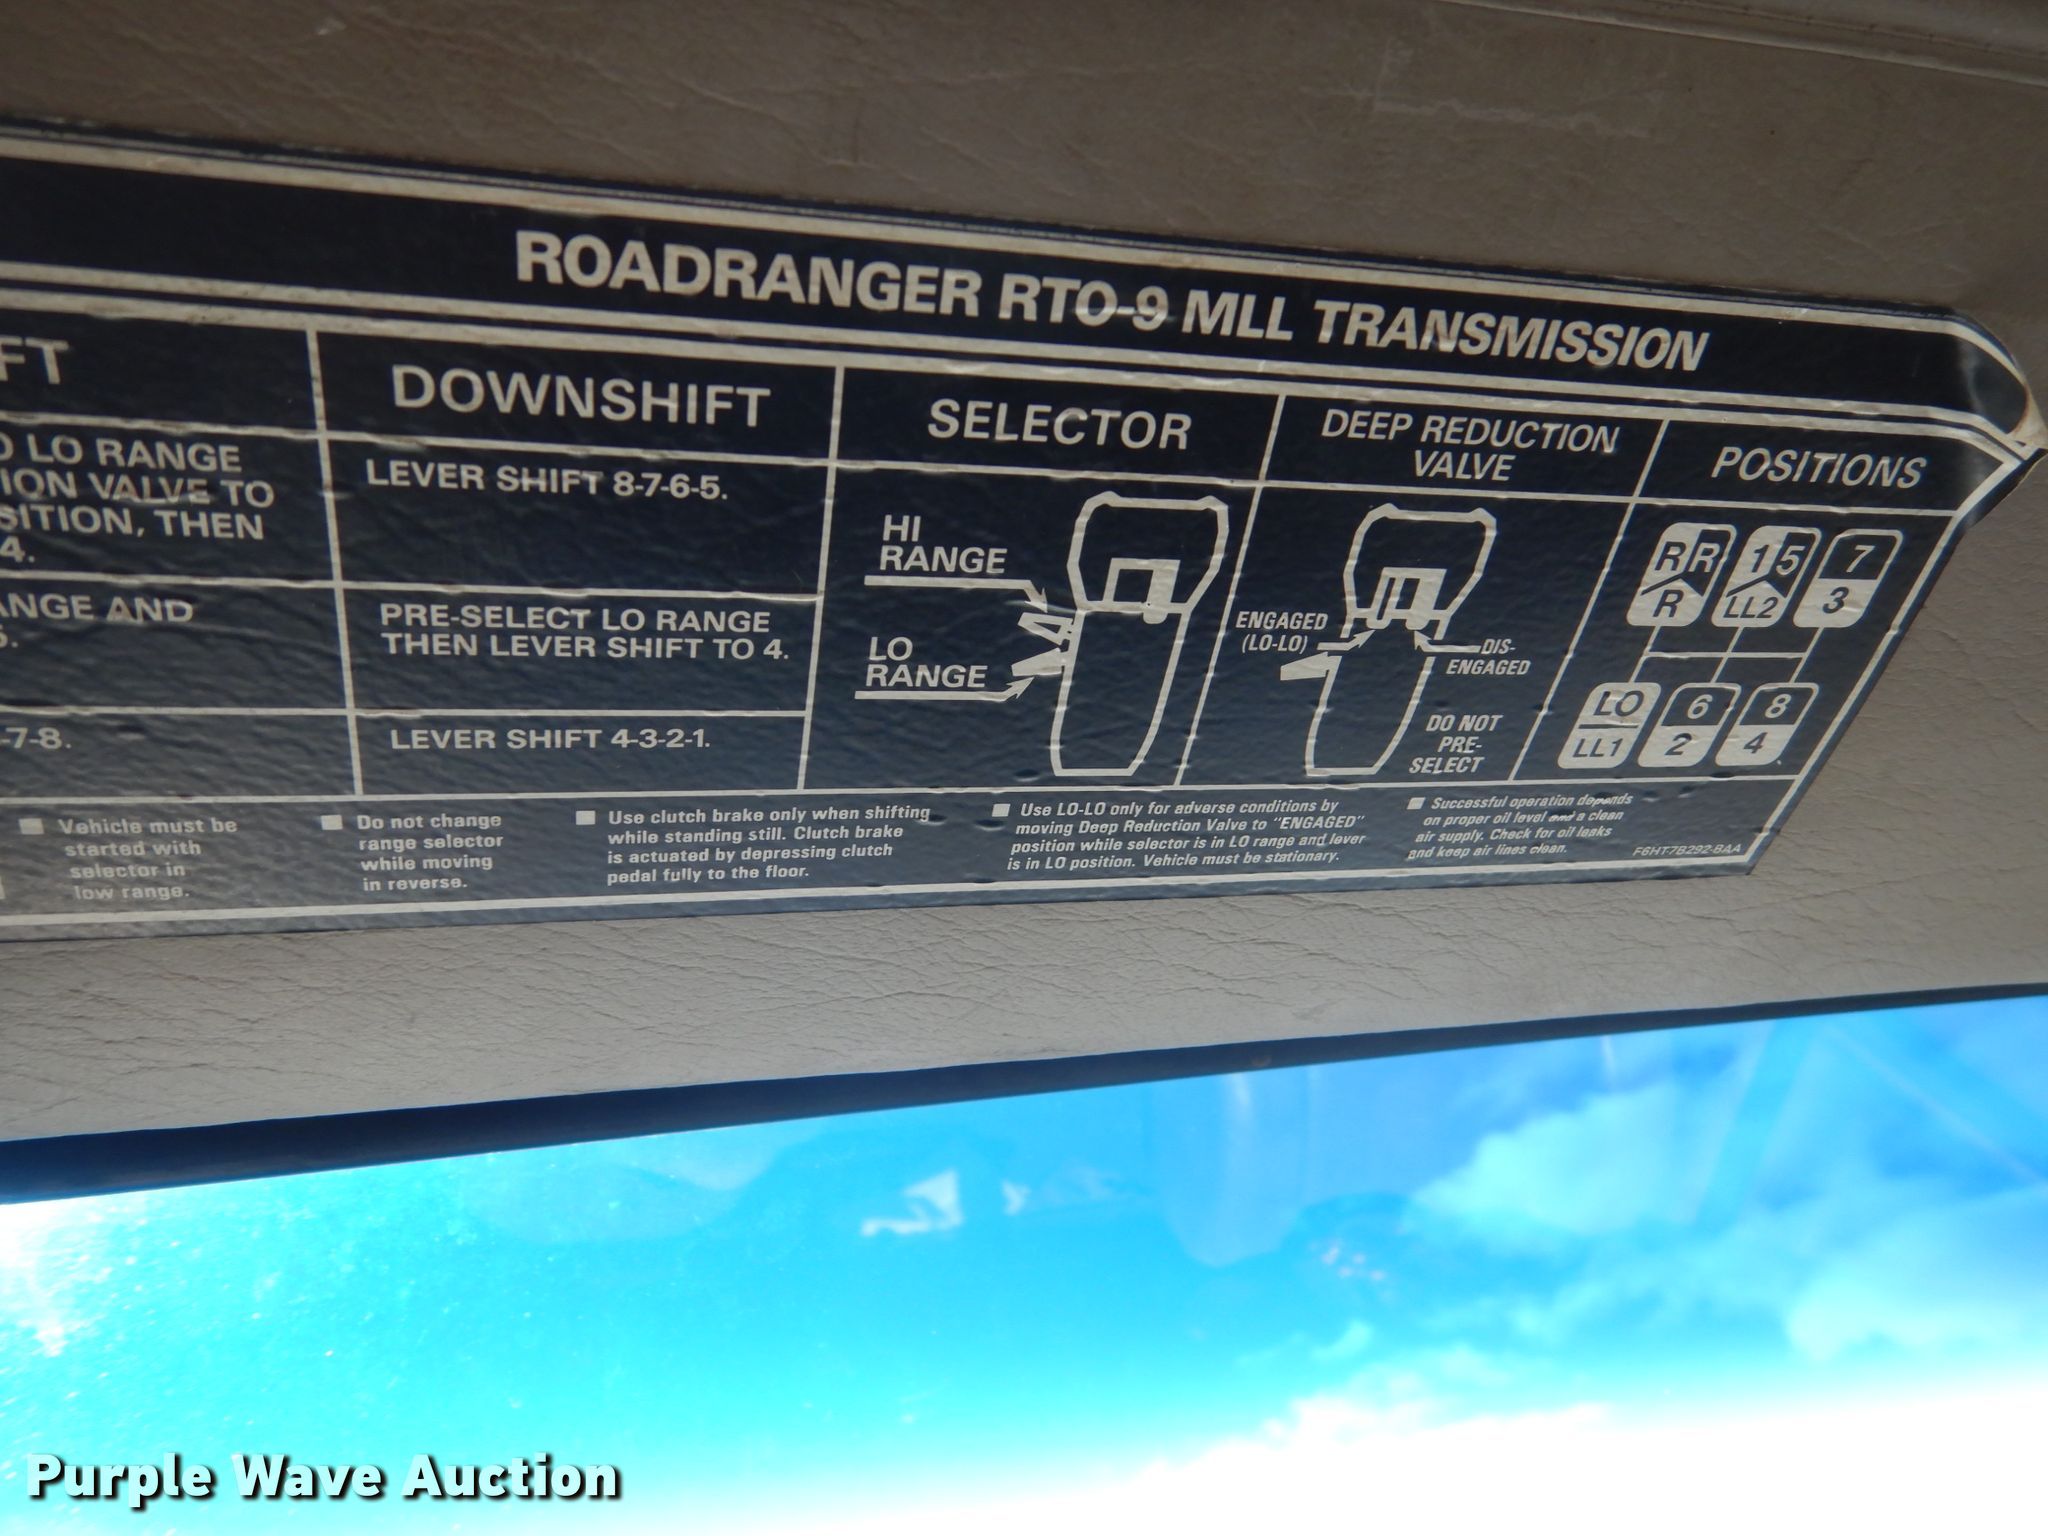 ROADRANGER RTO-9 MLL TRANSMISSION
FT
LO RANGE
ION VALVE TO
SITION, THEN
4.
ANGE AND
-7-8.
DOWNSHIFT
LEVER SHIFT 8-7-6-5.
PRE-SELECT LO RANGE
THEN LEVER SHIFT TO 4.
LEVER SHIFT 4-3-2-1.
SELECTOR
HI
RANGE
LO
RANGE
DEEP REDUCTION
VALVE
ENGAGED
(LO-LO)
DIS-
ENGAGED
DO NOT
PRE-
SELECT
POSITIONS
R R 1 5 7
R LL2 3
LO 6 8
LL1 2 4
Vehicle must be
started with
selector in
low range.
Do not change
range selector
while moving
in reverse.
Use clutch brake only when shifting
while standing still. Clutch brake
is actuated by depressing clutch
pedal fully to the floor.
Use LO-LO only for adverse conditions by
moving Deep Reduction Valve to "ENGAGED"
position while selector is in LO range and lever
is in LO position. Vehicle must be stationary.
Successful operation depends
on proper oil level and a clean
air supply. Check for oil leaks
and keep air lines clean.
F6HT-7B292-BAA
Purple Wave Auction